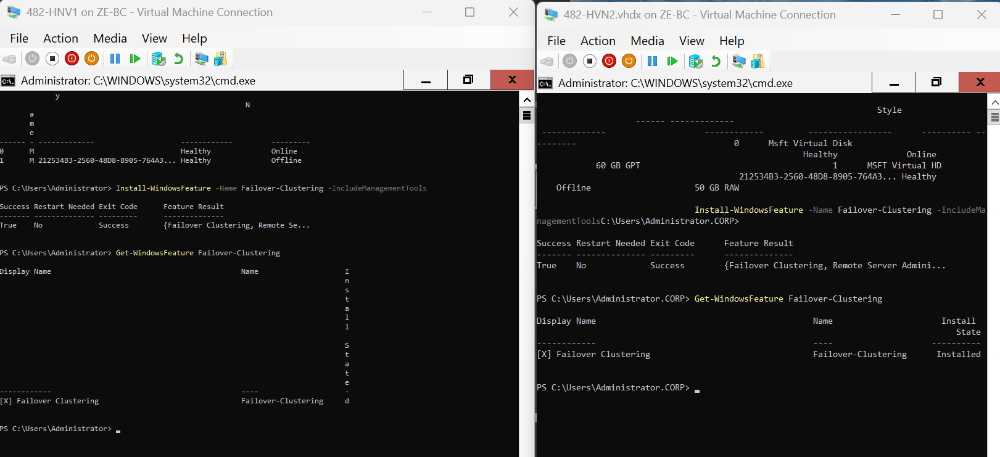 482-HNV1 on ZE-BC - Virtual Machine Connection
File Action Media View Help
Administrator: C:\WINDOWS\system32\cmd.exe
y
N
a
m
e
------ - ------------- ------------ ---------
0 M Healthy Online
1 M 212534B3-2560-48D8-8905-764A3... Healthy Offline
PS C:\Users\Administrator> Install-WindowsFeature -Name Failover-Clustering -IncludeManagementTools
Success Restart Needed Exit Code Feature Result
------- -------------- --------- --------------
True No Success {Failover Clustering, Remote Se...
PS C:\Users\Administrator> Get-WindowsFeature Failover-Clustering
Display Name Name I
n
s
t
a
l
l
S
t
a
t
e
------------ ---- -
[X] Failover Clustering Failover-Clustering d
PS C:\Users\Administrator>
482-HVN2.vhdx on ZE-BC - Virtual Machine Connection
File Action Media View Help
Administrator: C:\WINDOWS\system32\cmd.exe
Style
------ -------------
------------- ------------ ----------------- ---------- --
--------
0 Msft Virtual Disk
Healthy Online
60 GB GPT 1 MSFT Virtual HD
212534B3-2560-48D8-8905-764A3... Healthy
Offline 50 GB RAW
Install-WindowsFeature -Name Failover-Clustering -IncludeMa
nagementToolsC:\Users\Administrator.CORP>
Success Restart Needed Exit Code Feature Result
------- -------------- --------- --------------
True No Success {Failover Clustering, Remote Server Admini...
PS C:\Users\Administrator.CORP> Get-WindowsFeature Failover-Clustering
Display Name Name Install
State
------------ ---- ----------
[X] Failover Clustering Failover-Clustering Installed
PS C:\Users\Administrator.CORP>